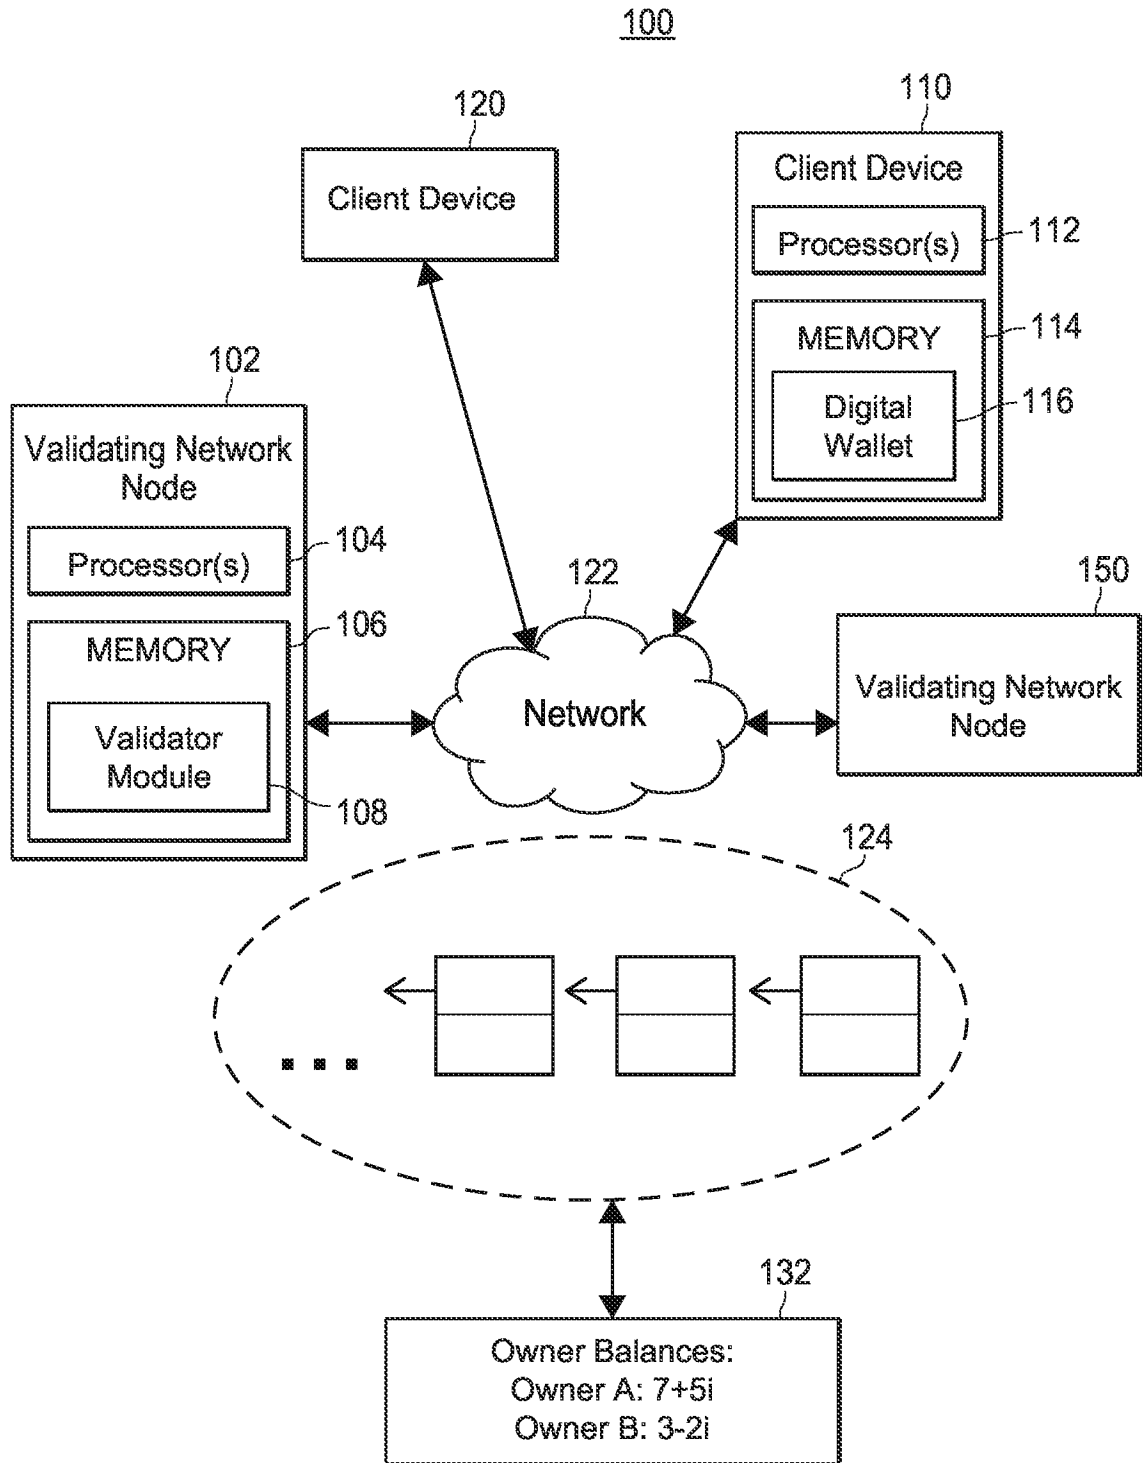 100
120
Client Device
110
Client Device
Processor(s)
112
MEMORY
114
Digital
Wallet
116
102
Validating Network
Node
Processor(s)
104
MEMORY
106
Validator
Module
108
122
Network
150
Validating Network
Node
124
...
132
Owner Balances:
Owner A: 7+5i
Owner B: 3-2i